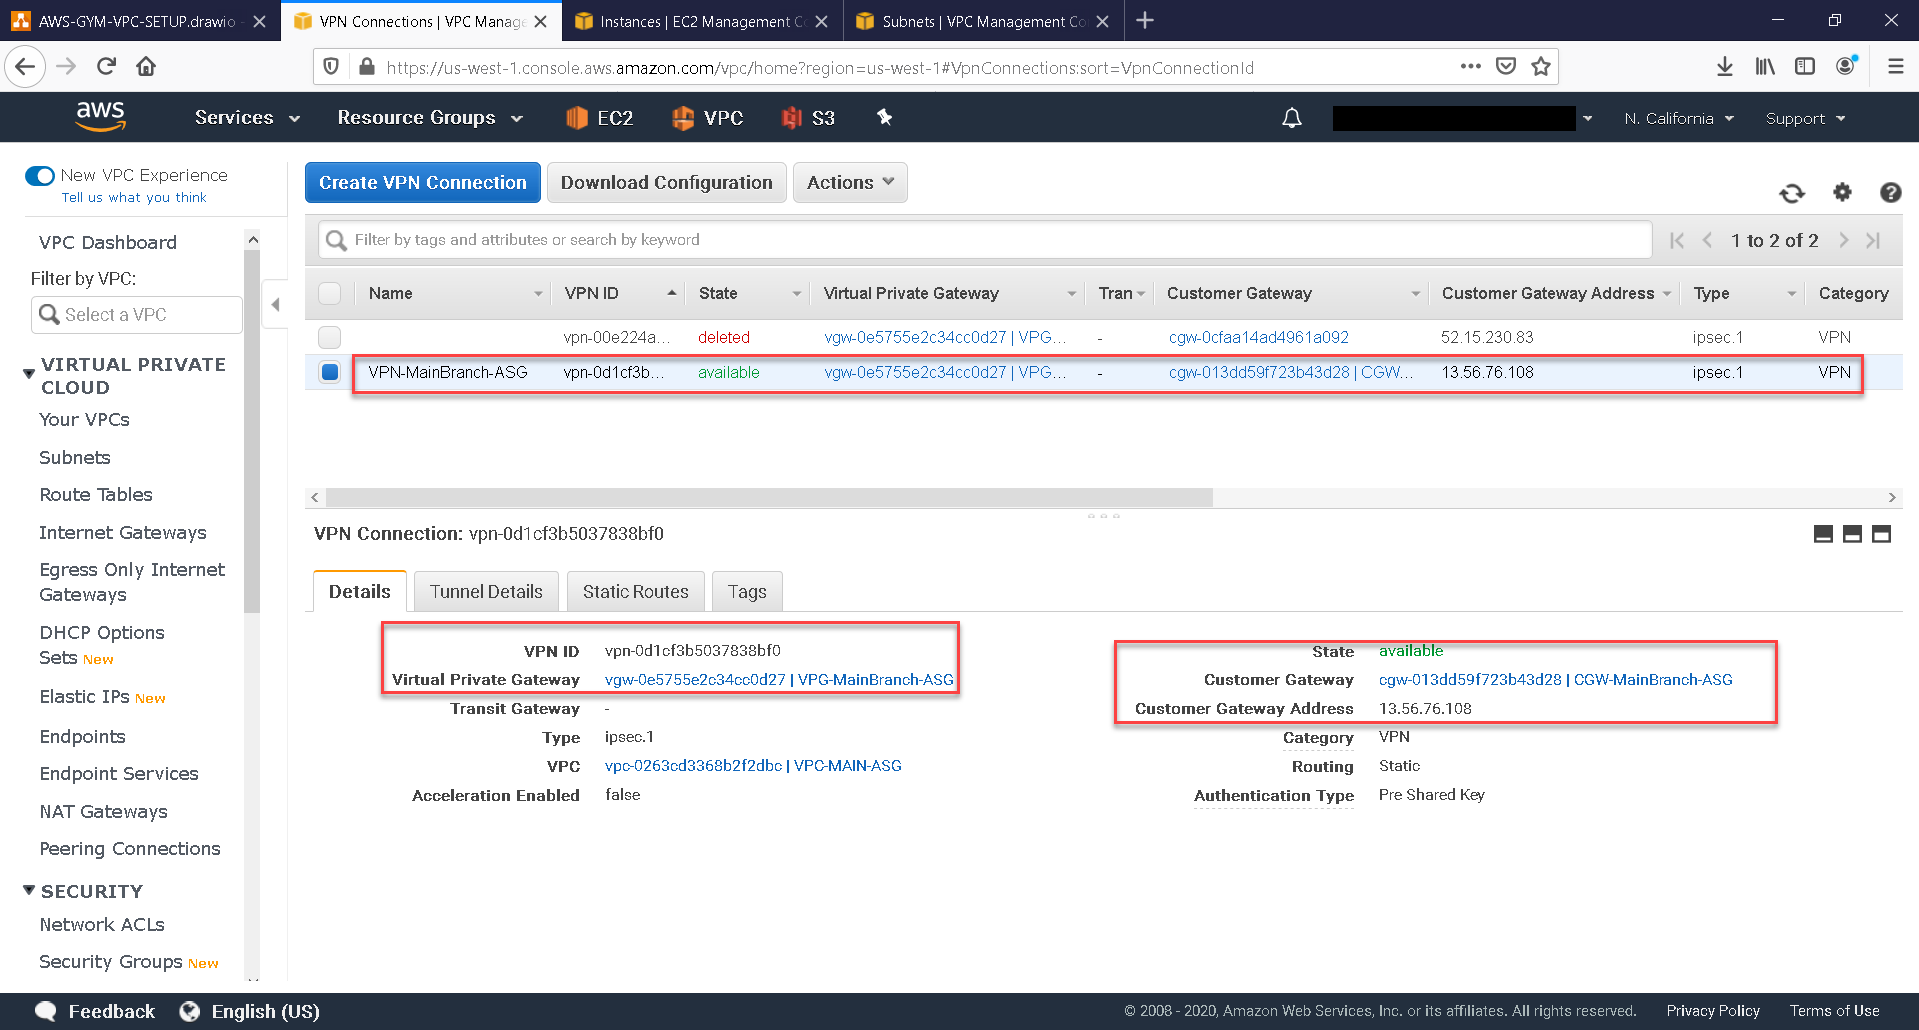 AWS-GYM-VPC-SETUP.drawio -
VPN Connections | VPC Manage
Instances | EC2 Management C
Subnets | VPC Management Co
https://us-west-1.console.aws.amazon.com/vpc/home?region=us-west-1#VpnConnections:sort=VpnConnectionId
aws
Services
Resource Groups
EC2
VPC
S3
N. California
Support
New VPC Experience
Tell us what you think
VPC Dashboard
Filter by VPC:
Select a VPC
VIRTUAL PRIVATE
CLOUD
Your VPCs
Subnets
Route Tables
Internet Gateways
Egress Only Internet
Gateways
DHCP Options
Sets New
Elastic IPs New
Endpoints
Endpoint Services
NAT Gateways
Peering Connections
SECURITY
Network ACLs
Security Groups New
Create VPN Connection
Download Configuration
Actions
Filter by tags and attributes or search by keyword
1 to 2 of 2
Name VPN ID State Virtual Private Gateway Tran Customer Gateway Customer Gateway Address Type Category
vpn-00e224a... deleted vgw-0e5755e2c34cc0d27 | VPG... - cgw-0cfaa14ad4961a092 52.15.230.83 ipsec.1 VPN
VPN-MainBranch-ASG vpn-0d1cf3b... available vgw-0e5755e2c34cc0d27 | VPG... - cgw-013dd59f723b43d28 | CGW... 13.56.76.108 ipsec.1 VPN
VPN Connection: vpn-0d1cf3b5037838bf0
Details
Tunnel Details
Static Routes
Tags
VPN ID vpn-0d1cf3b5037838bf0
Virtual Private Gateway vgw-0e5755e2c34cc0d27 | VPG-MainBranch-ASG
Transit Gateway -
Type ipsec.1
VPC vpc-0263cd3368b2f2dbc | VPC-MAIN-ASG
Acceleration Enabled false
State available
Customer Gateway cgw-013dd59f723b43d28 | CGW-MainBranch-ASG
Customer Gateway Address 13.56.76.108
Category VPN
Routing Static
Authentication Type Pre Shared Key
Feedback
English (US)
© 2008 - 2020, Amazon Web Services, Inc. or its affiliates. All rights reserved.
Privacy Policy
Terms of Use